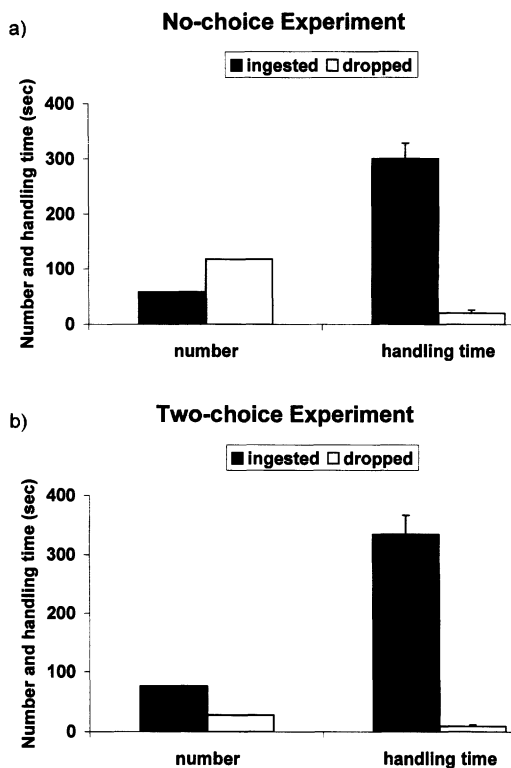 a)
No-choice Experiment
ingested dropped
Number and handling time (sec)
400
300
200
100
0
number handling time
b)
Two-choice Experiment
ingested dropped
Number and handling time (sec)
400
300
200
100
0
number handling time